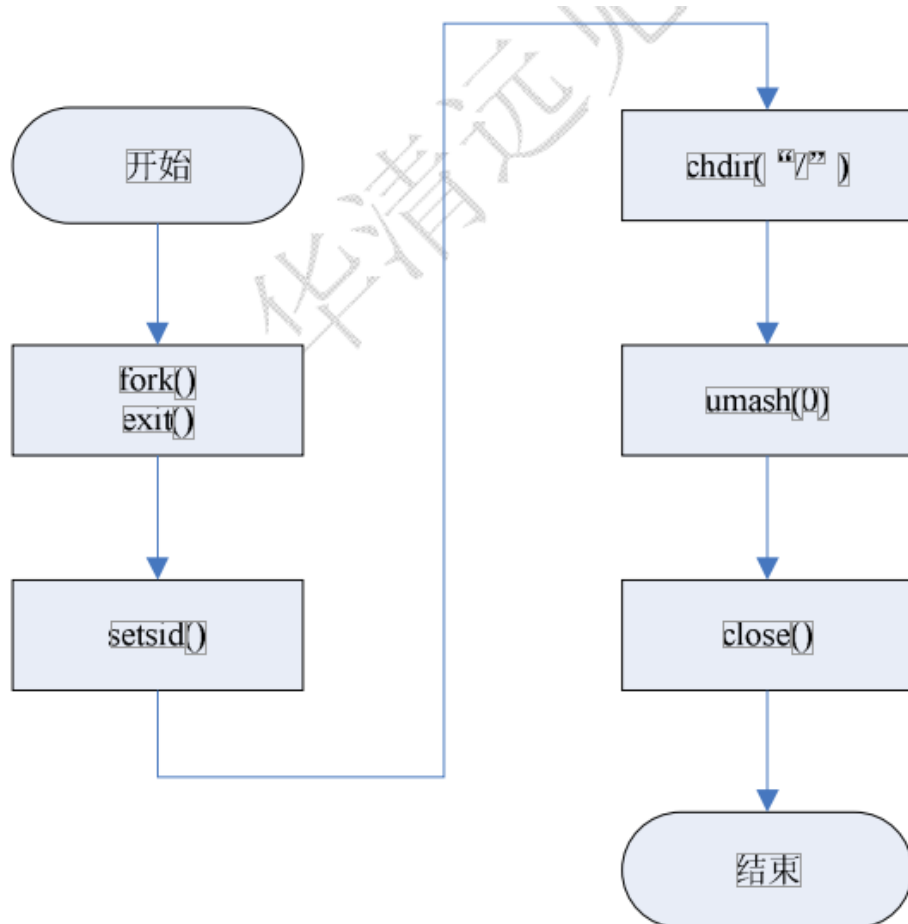 开始
fork()
exit()
setsid()
chdir( “/” )
umash(0)
close()
结束
华清远见